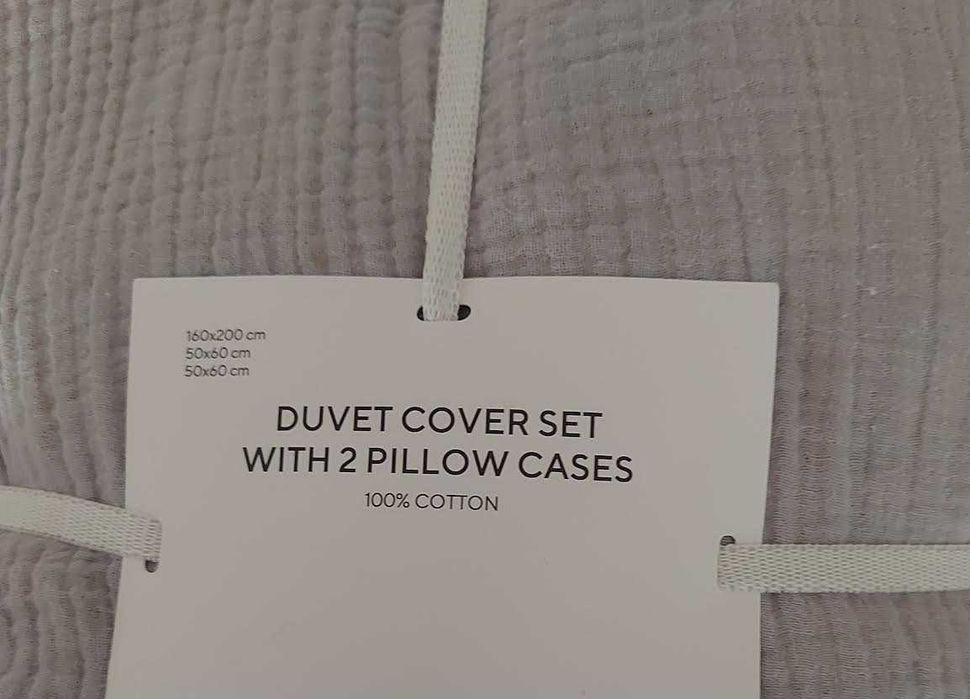 160x200 cm
50x60 cm
50x60 cm
DUVET COVER SET
WITH 2 PILLOW CASES
100% COTTON